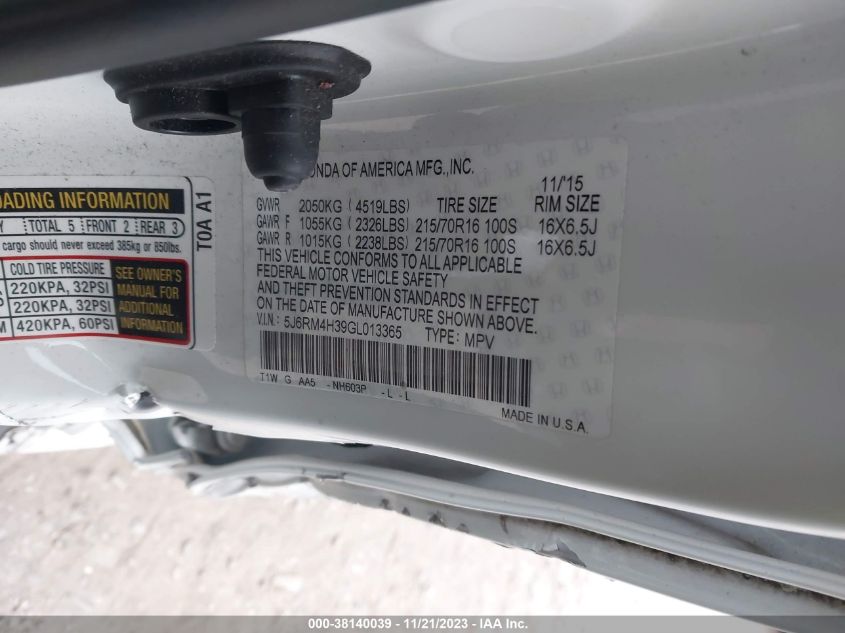 OADING INFORMATION
Y TOTAL 5 FRONT 2 REAR 3
cargo should never exceed 385kg or 850lbs.
COLD TIRE PRESSURE
220KPA, 32PSI
220KPA, 32PSI
M 420KPA, 60PSI
SEE OWNER'S
MANUAL FOR
ADDITIONAL
INFORMATION
T0A A1
ONDA OF AMERICA MFG.,INC.
11/'15
GVWR 2050KG (4519LBS) TIRE SIZE RIM SIZE
GAWR F 1055KG (2326LBS) 215/70R16 100S 16X6.5J
GAWR R 1015KG (2238LBS) 215/70R16 100S 16X6.5J
THIS VEHICLE CONFORMS TO ALL APPLICABLE
FEDERAL MOTOR VEHICLE SAFETY
AND THEFT PREVENTION STANDARDS IN EFFECT
ON THE DATE OF MANUFACTURE SHOWN ABOVE.
V.I.N.: 5J6RM4H39GL013365 TYPE: MPV
T1W G AA5 -NH603P -L -L
MADE IN U.S.A.
000-38140039 - 11/21/2023 - IAA Inc.